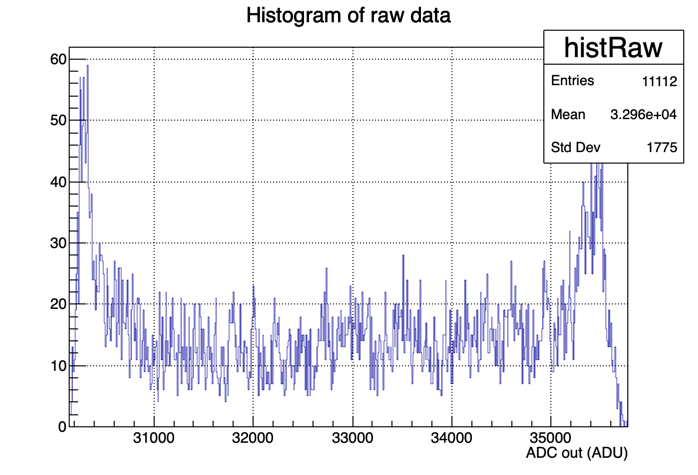 Histogram of raw data
histRaw
Entries 11112
Mean 3.296e+04
Std Dev 1775
60
50
40
30
20
10
0
31000 32000 33000 34000 35000
ADC out (ADU)